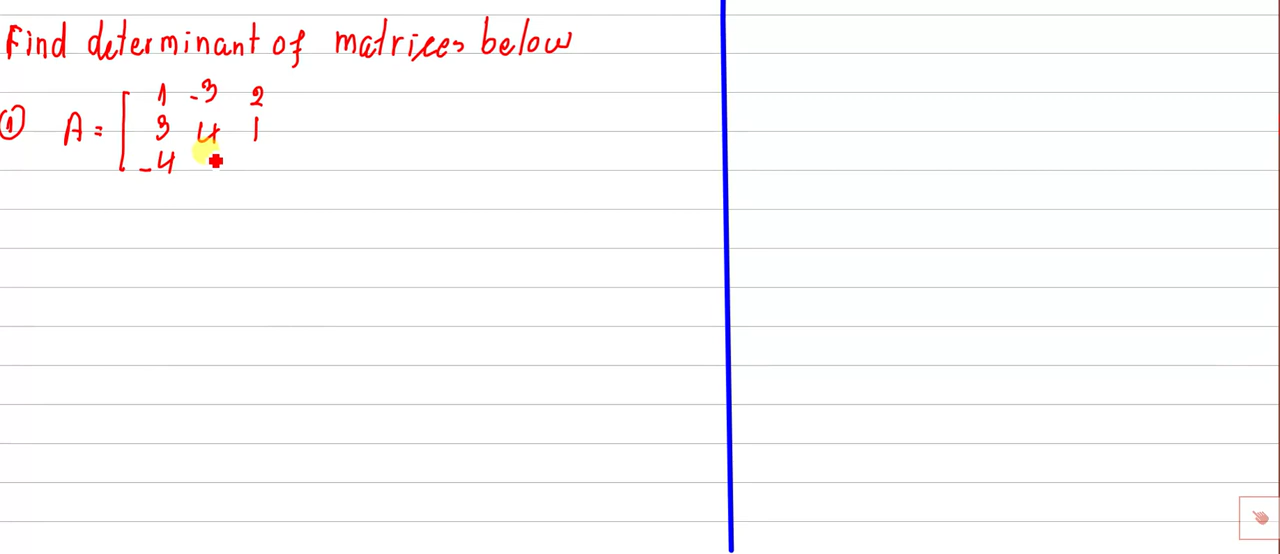 Find determinant of matrices below
① A = [ 1 -3 2
3 4 1
-4